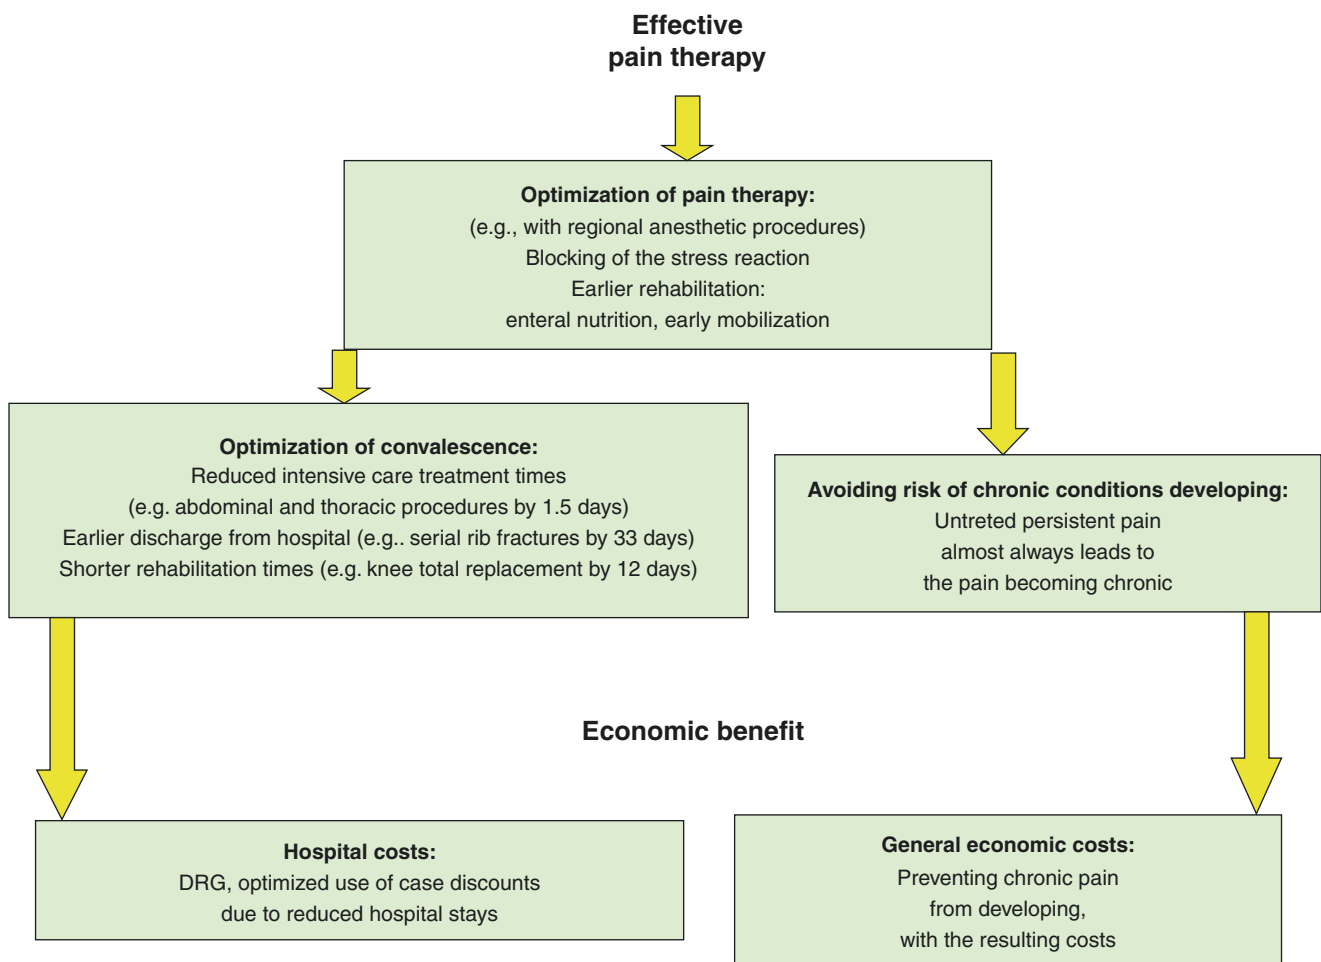 Effective
pain therapy
Optimization of pain therapy:
(e.g., with regional anesthetic procedures)
Blocking of the stress reaction
Earlier rehabilitation:
enteral nutrition, early mobilization
Optimization of convalescence:
Reduced intensive care treatment times
(e.g. abdominal and thoracic procedures by 1.5 days)
Earlier discharge from hospital (e.g.. serial rib fractures by 33 days)
Shorter rehabilitation times (e.g. knee total replacement by 12 days)
Avoiding risk of chronic conditions developing:
Untreted persistent pain
almost always leads to
the pain becoming chronic
Economic benefit
Hospital costs:
DRG, optimized use of case discounts
due to reduced hospital stays
General economic costs:
Preventing chronic pain
from developing,
with the resulting costs